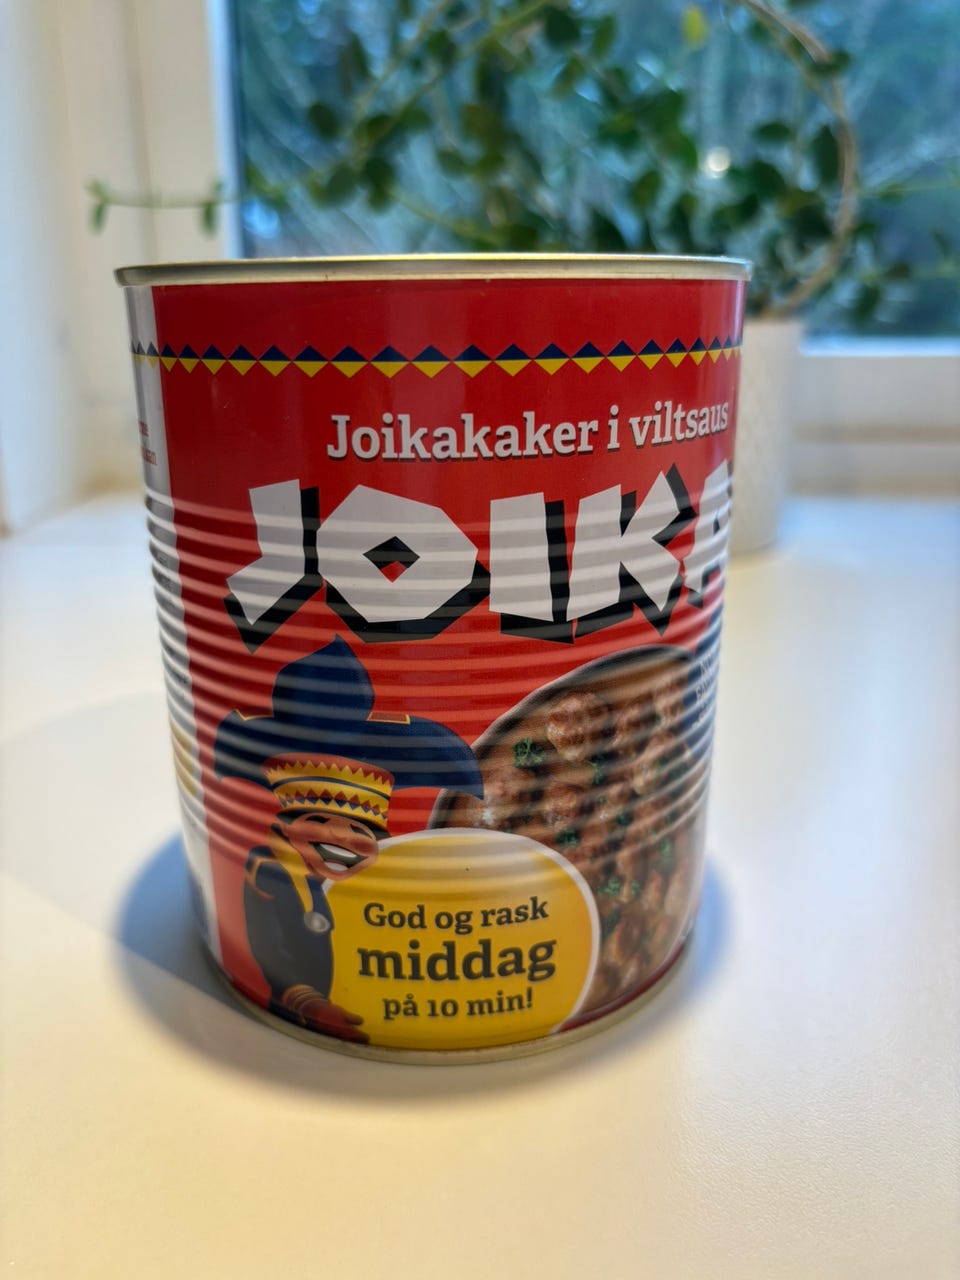 Joikakaker i viltsaus
JOIKA
God og rask
middag
på 10 min!